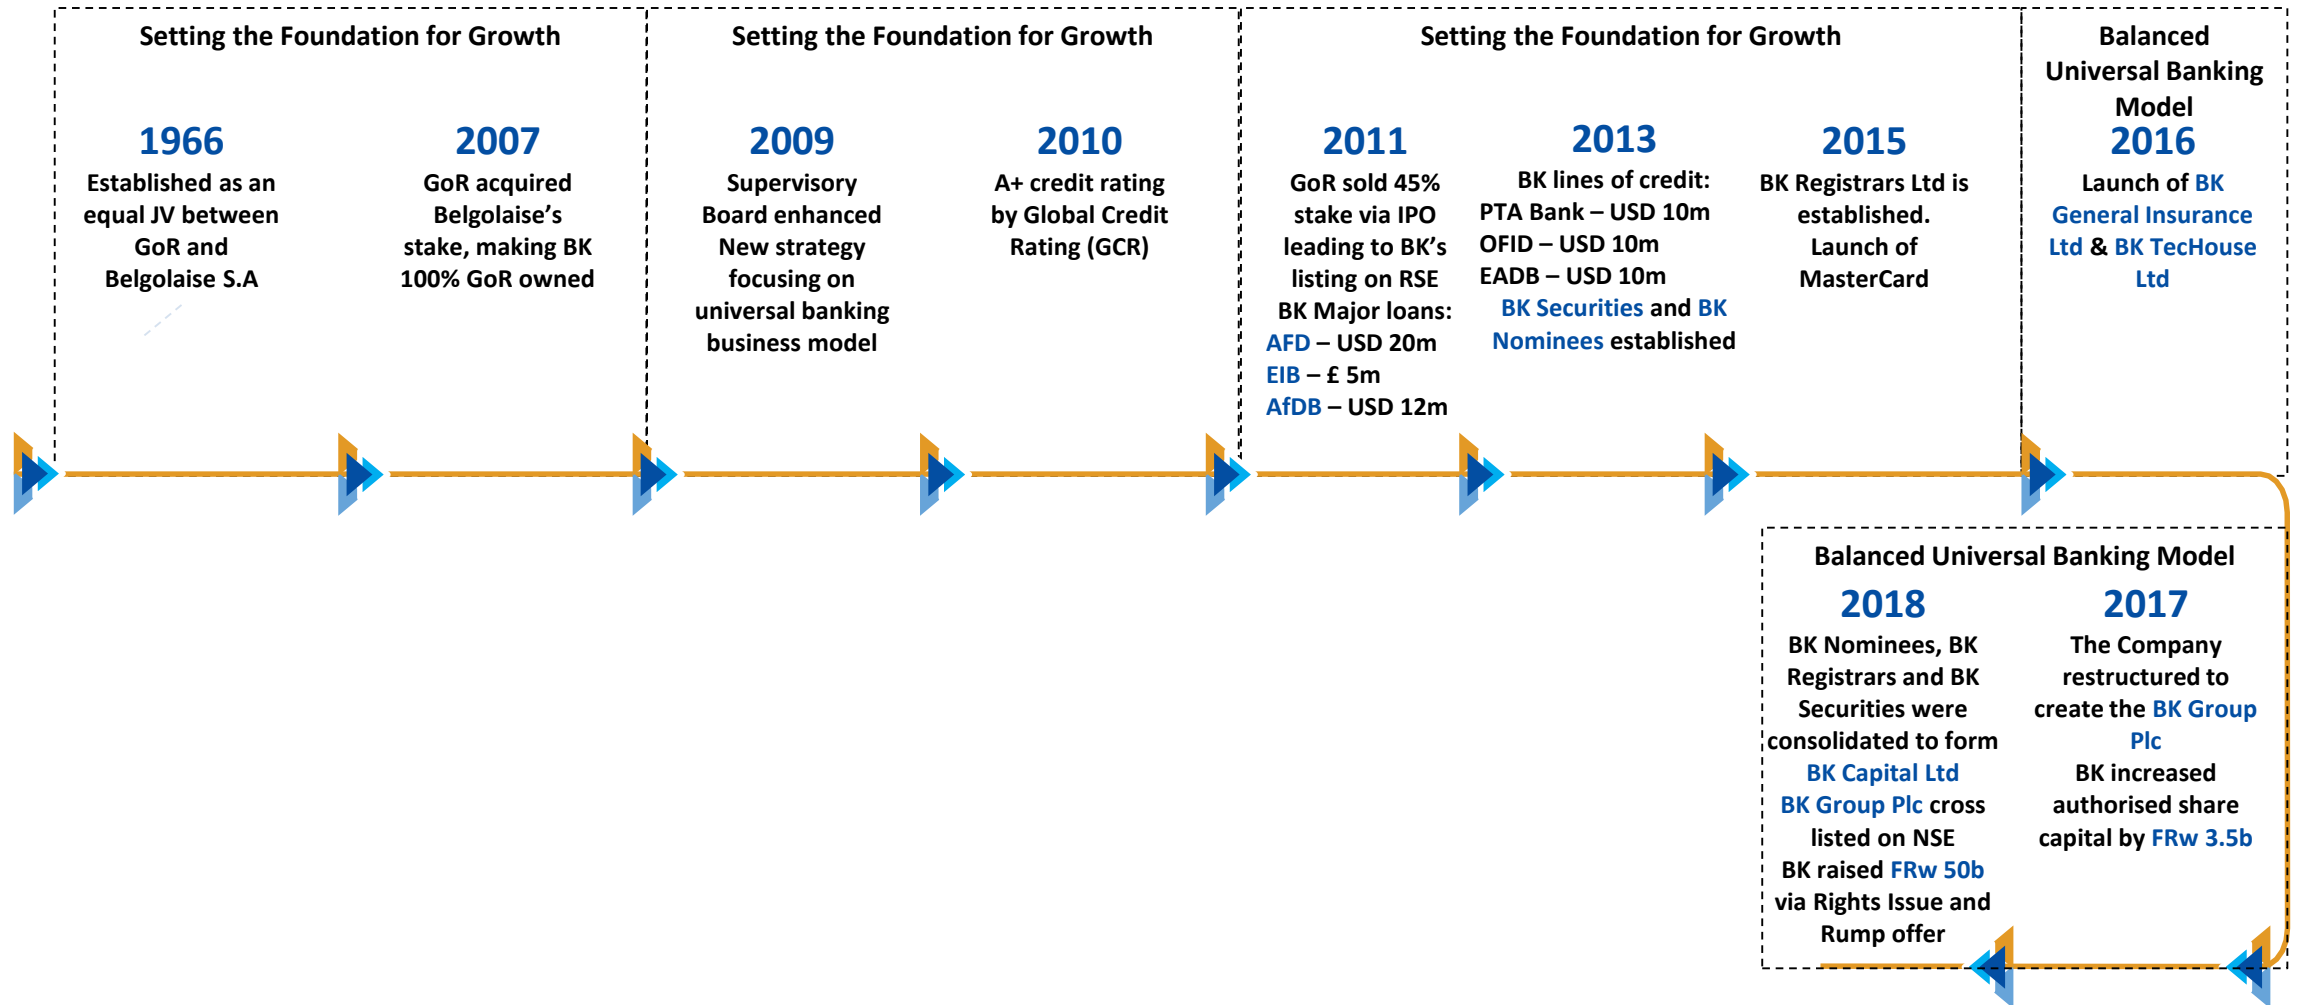 Setting the Foundation for Growth
1966
Established as an
equal JV between
GoR and
Belgolaise S.A
2007
GoR acquired
Belgolaise’s
stake, making BK
100% GoR owned
Setting the Foundation for Growth
2009
Supervisory
Board enhanced
New strategy
focusing on
universal banking
business model
2010
A+ credit rating
by Global Credit
Rating (GCR)
Setting the Foundation for Growth
2011
GoR sold 45%
stake via IPO
leading to BK’s
listing on RSE
BK Major loans:
AFD – USD 20m
EIB – £ 5m
AfDB – USD 12m
2013
BK lines of credit:
PTA Bank – USD 10m
OFID – USD 10m
EADB – USD 10m
BK Securities and BK
Nominees established
2015
BK Registrars Ltd is
established.
Launch of
MasterCard
Balanced
Universal Banking
Model
2016
Launch of BK
General Insurance
Ltd & BK TecHouse
Ltd
Balanced Universal Banking Model
2018
BK Nominees, BK
Registrars and BK
Securities were
consolidated to form
BK Capital Ltd
BK Group Plc cross
listed on NSE
BK raised FRw 50b
via Rights Issue and
Rump offer
2017
The Company
restructured to
create the BK Group
Plc
BK increased
authorised share
capital by FRw 3.5b